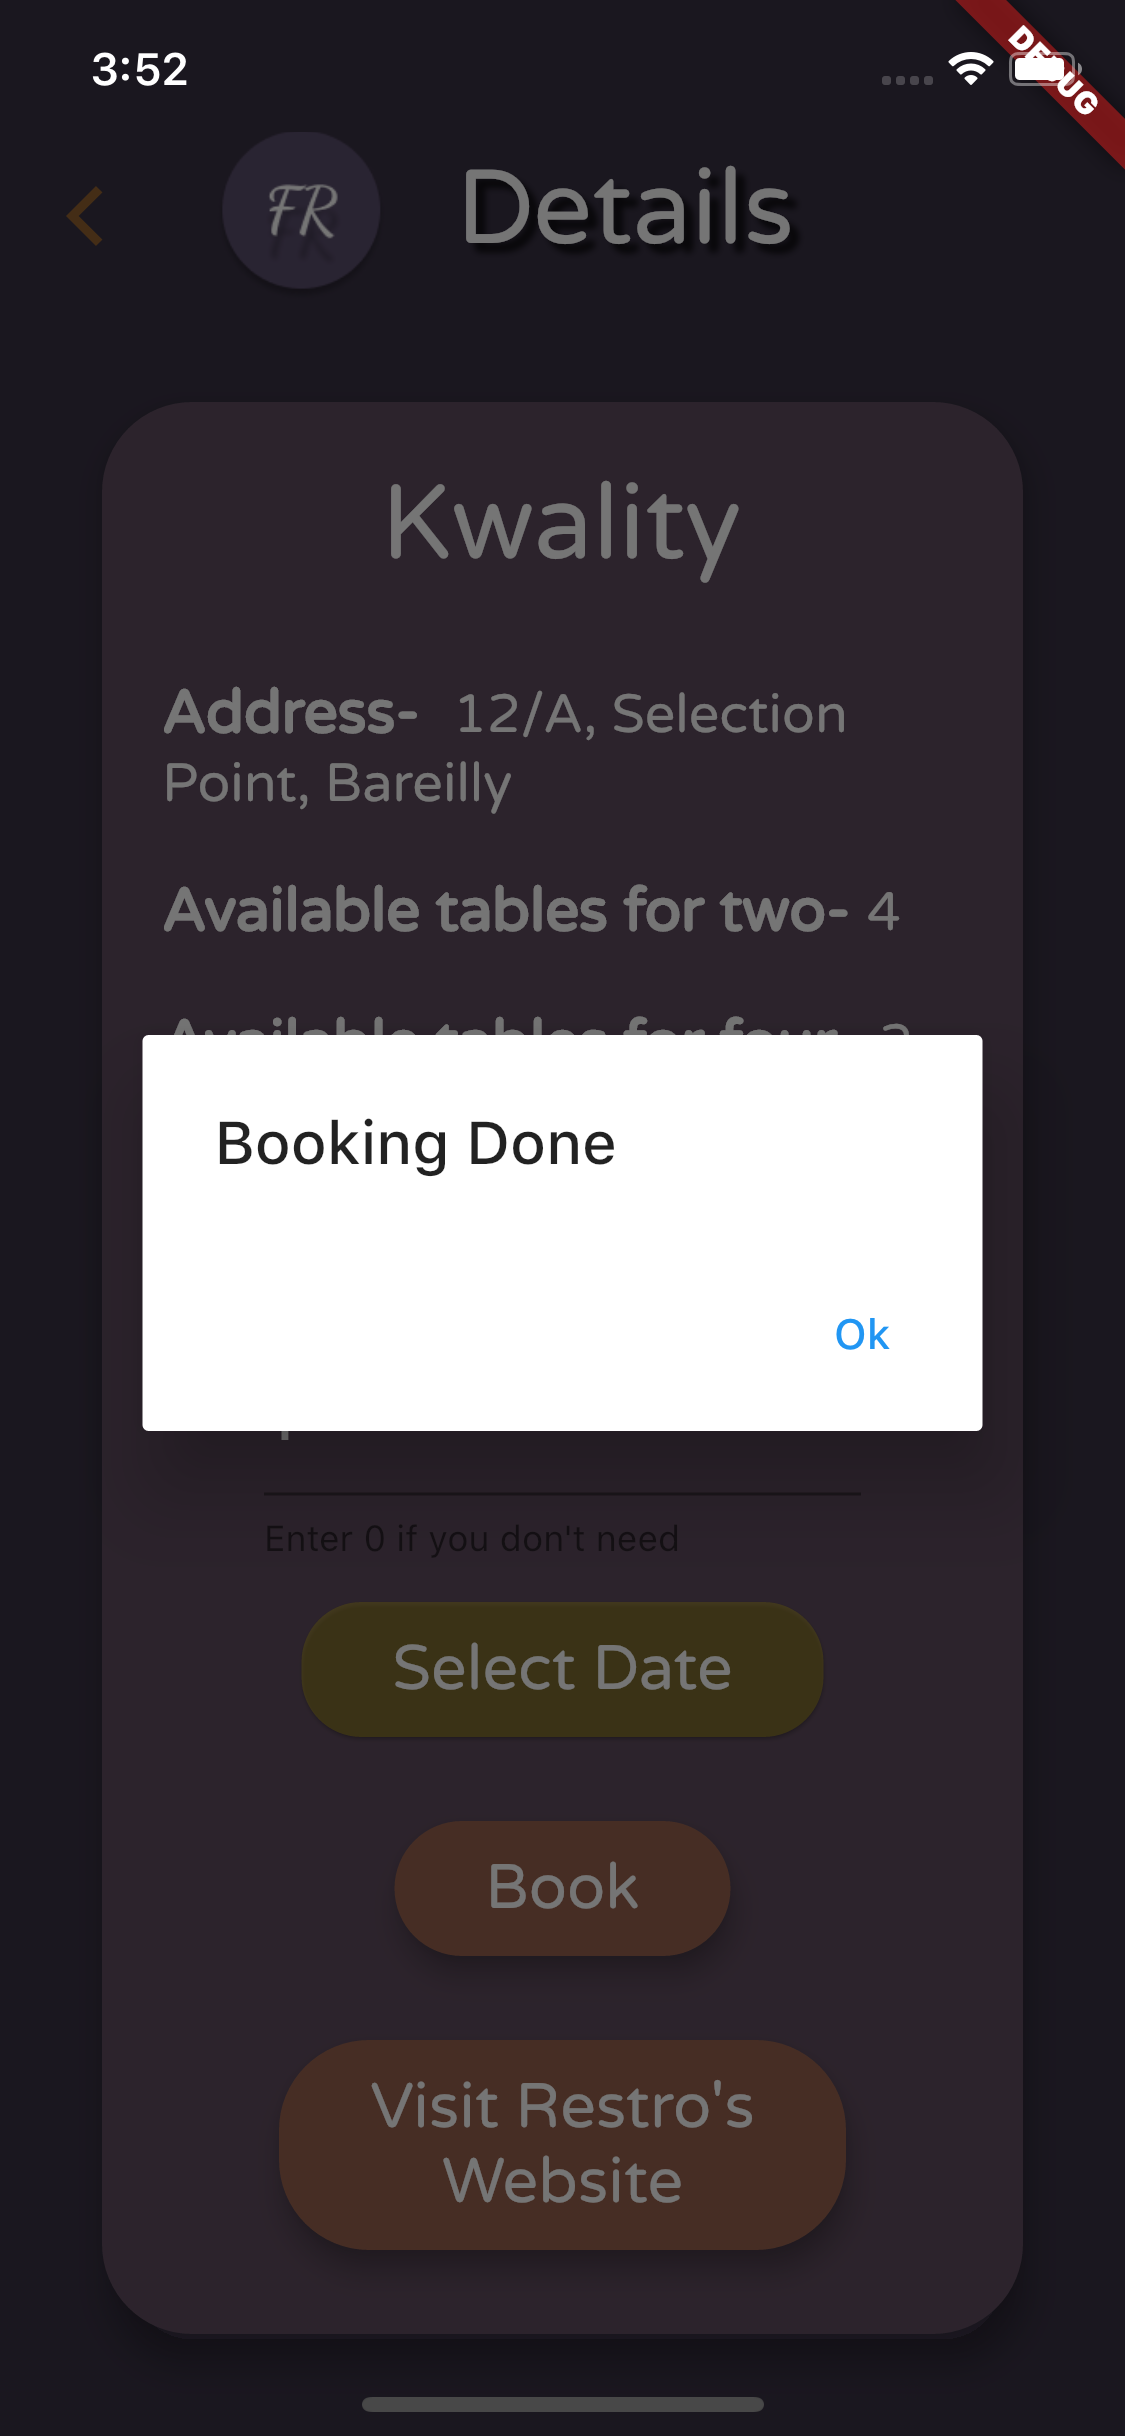 3:52
DEBUG
FR
Details
Kwality
Address- 12/A, Selection
Point, Bareilly
Available tables for two- 4
Available tables for four-
Booking Done
Ok
Enter 0 if you don't need
Select Date
Book
Visit Restro's
Website